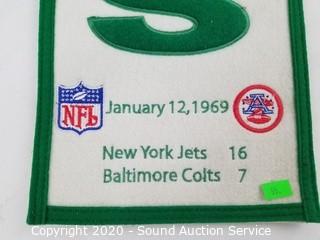 S
NFL
January 12,1969
A
New York Jets 16
Baltimore Colts 7
Copyright 2020 - Sound Auction Service